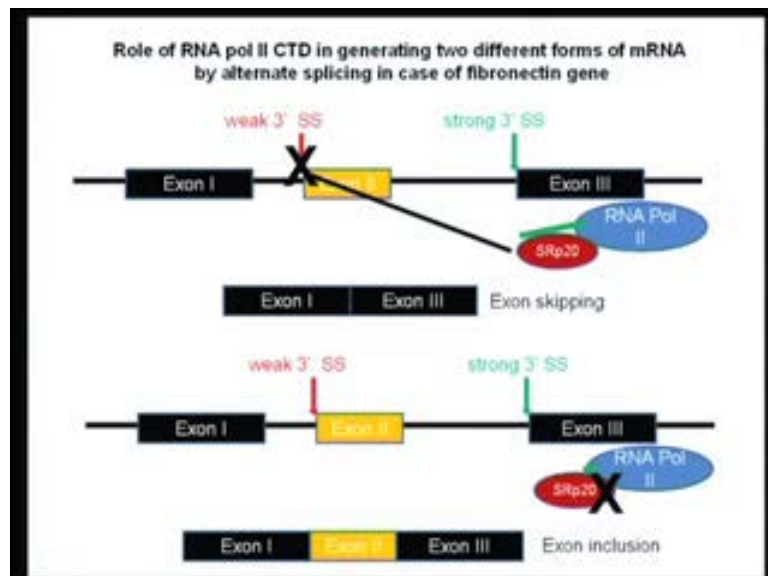 Role of RNA pol II CTD in generating two different forms of mRNA
by alternate splicing in case of fibronectin gene
weak 3' SS
strong 3' SS
X
Exon I
Exon II
Exon III
RNA Pol
II
SRp20
Exon I
Exon III
Exon skipping
weak 3' SS
strong 3' SS
Exon I
Exon II
Exon III
RNA Pol
II
SRp20
X
Exon I
Exon II
Exon III
Exon inclusion